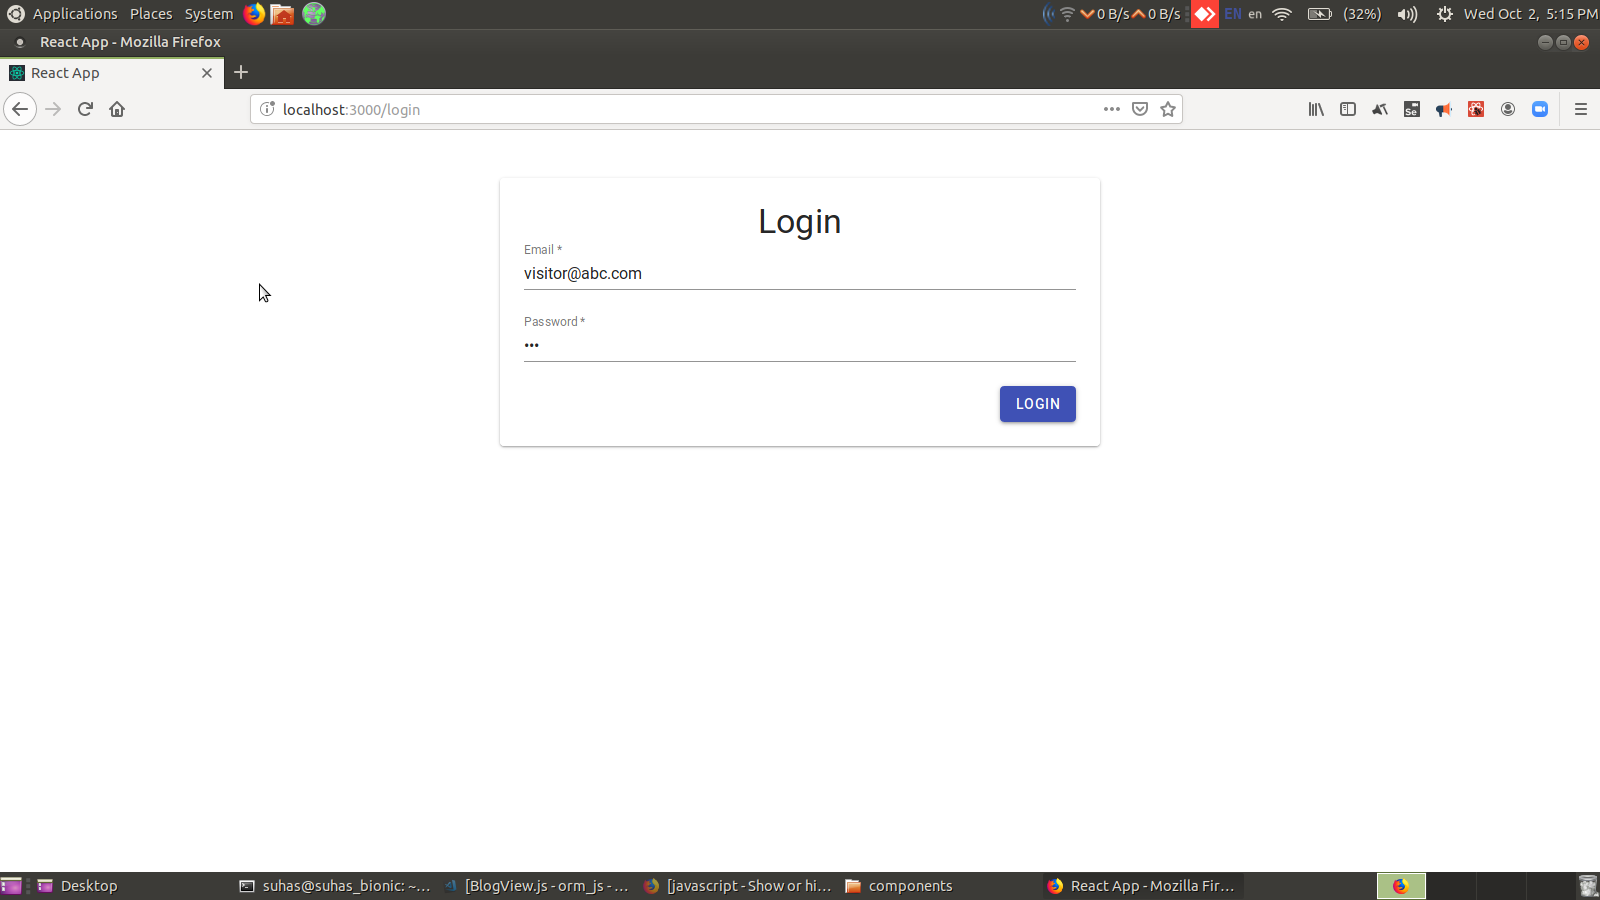 Applications Places System 0 B/s 0 B/s EN en (32%) Wed Oct 2, 5:15 PM
React App - Mozilla Firefox
React App
localhost:3000/login
Se
Login
Email *
visitor@abc.com
Password *
•••
LOGIN
Desktop suhas@suhas_bionic: ~... [BlogView.js - orm_js - ... [javascript - Show or hi... components React App - Mozilla Fir...